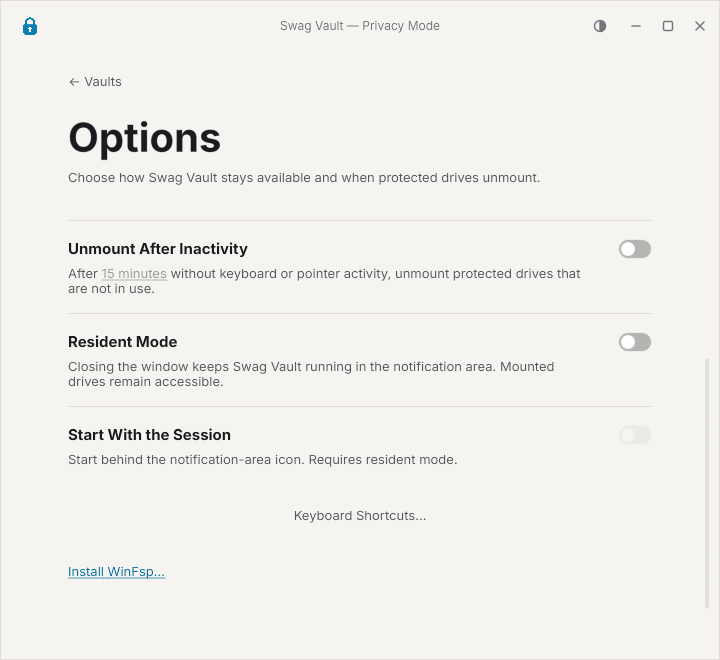 Swag Vault — Privacy Mode
← Vaults
Options
Choose how Swag Vault stays available and when protected drives unmount.
Unmount After Inactivity
After 15 minutes without keyboard or pointer activity, unmount protected drives that
are not in use.
Resident Mode
Closing the window keeps Swag Vault running in the notification area. Mounted
drives remain accessible.
Start With the Session
Start behind the notification-area icon. Requires resident mode.
Keyboard Shortcuts...
Install WinFsp...